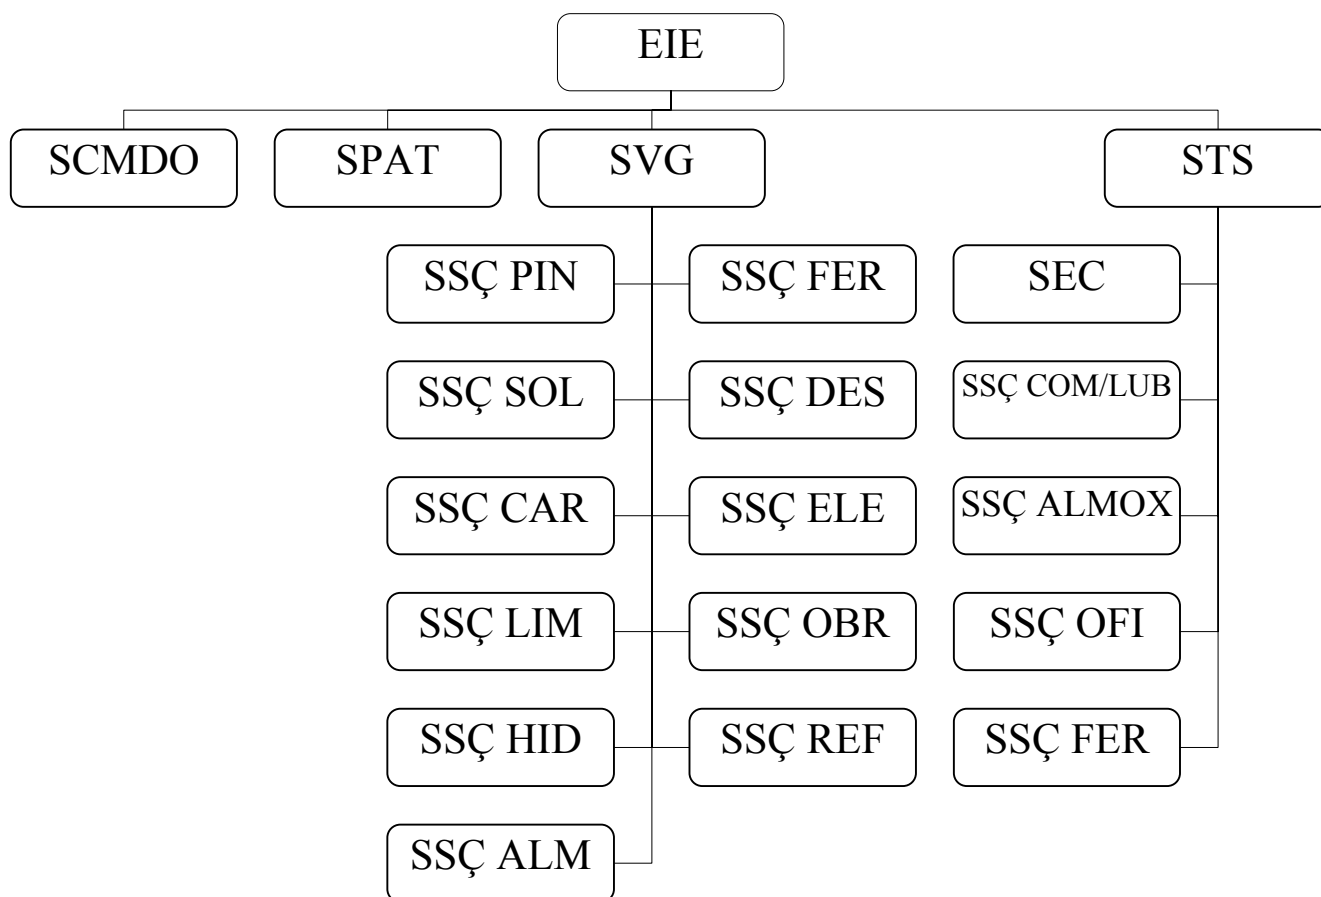 EIE
SCMDO
SPAT
SVG
STS
SSÇ PIN
SSÇ FER
SEC
SSÇ SOL
SSÇ DES
SSÇ COM/LUB
SSÇ CAR
SSÇ ELE
SSÇ ALMOX
SSÇ LIM
SSÇ OBR
SSÇ OFI
SSÇ HID
SSÇ REF
SSÇ FER
SSÇ ALM